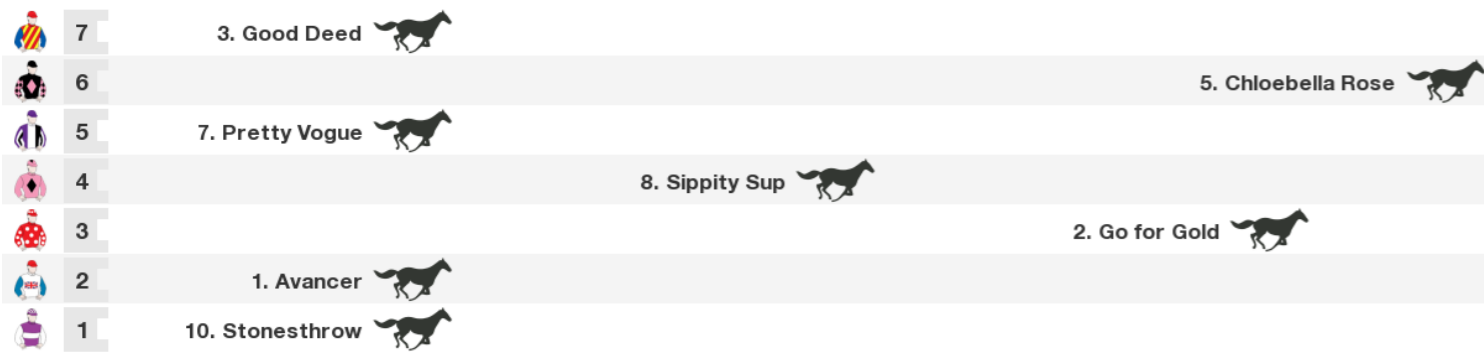 7 3. Good Deed
6 5. Chloebella Rose
5 7. Pretty Vogue
4 8. Sippity Sup
3 2. Go for Gold
2 1. Avancer
1 10. Stonesthrow